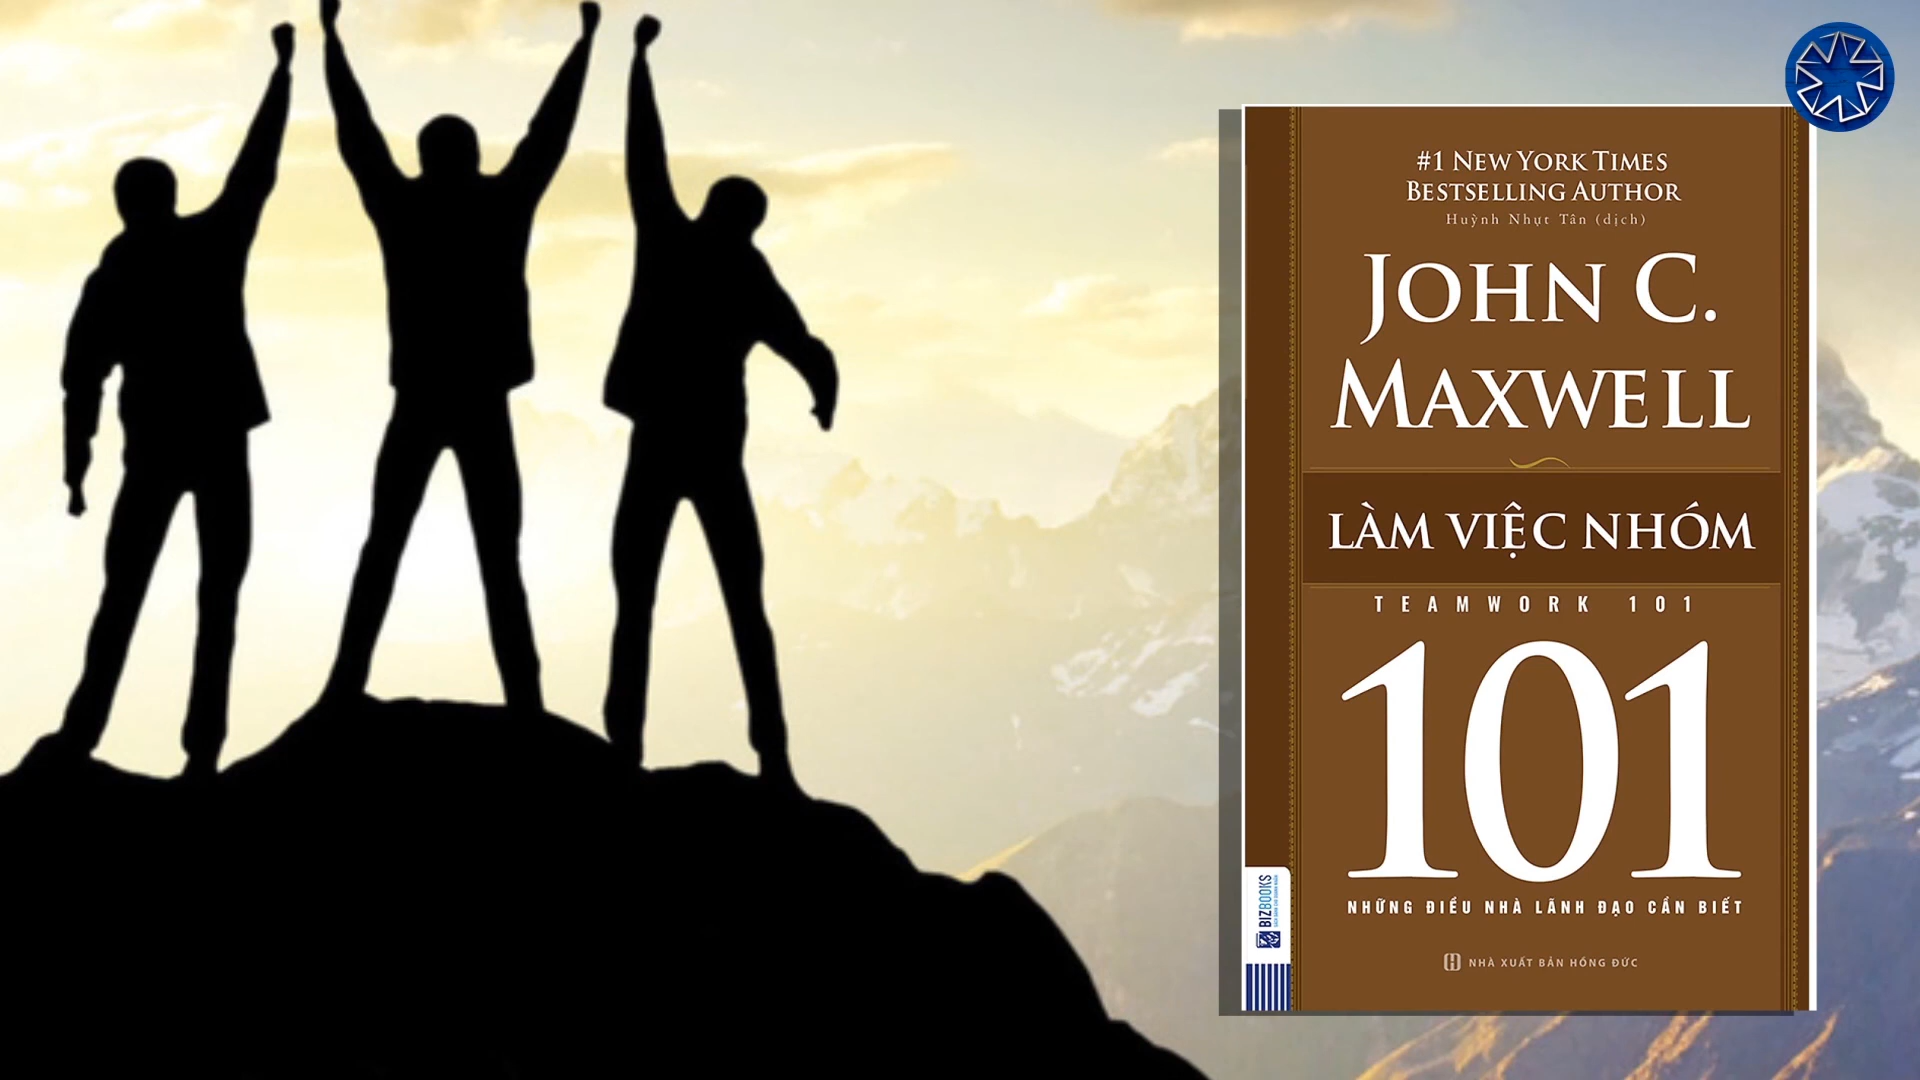 #1 NEW YORK TIMES
BESTSELLING AUTHOR
Huỳnh Nhựt Tân (dịch)
JOHN C.
MAXWELL
LÀM VIỆC NHÓM
TEAMWORK 101
101
NHỮNG ĐIỀU NHÀ LÃNH ĐẠO CẦN BIẾT
NHÀ XUẤT BẢN HỒNG ĐỨC
BIZBOOKS